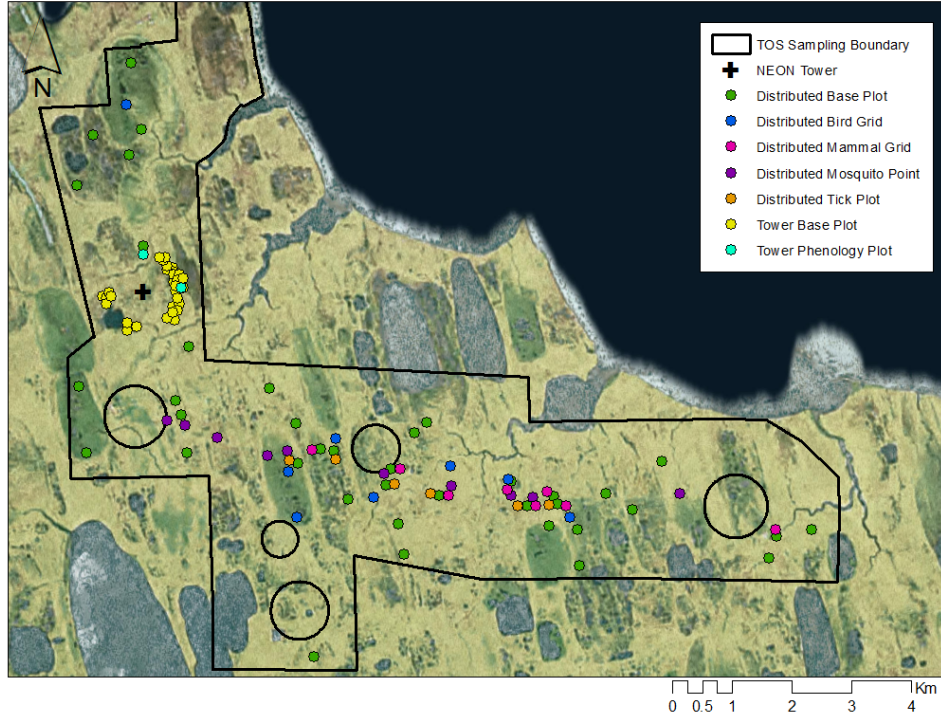 N
TOS Sampling Boundary
NEON Tower
Distributed Base Plot
Distributed Bird Grid
Distributed Mammal Grid
Distributed Mosquito Point
Distributed Tick Plot
Tower Base Plot
Tower Phenology Plot
Km
0 0.5 1 2 3 4